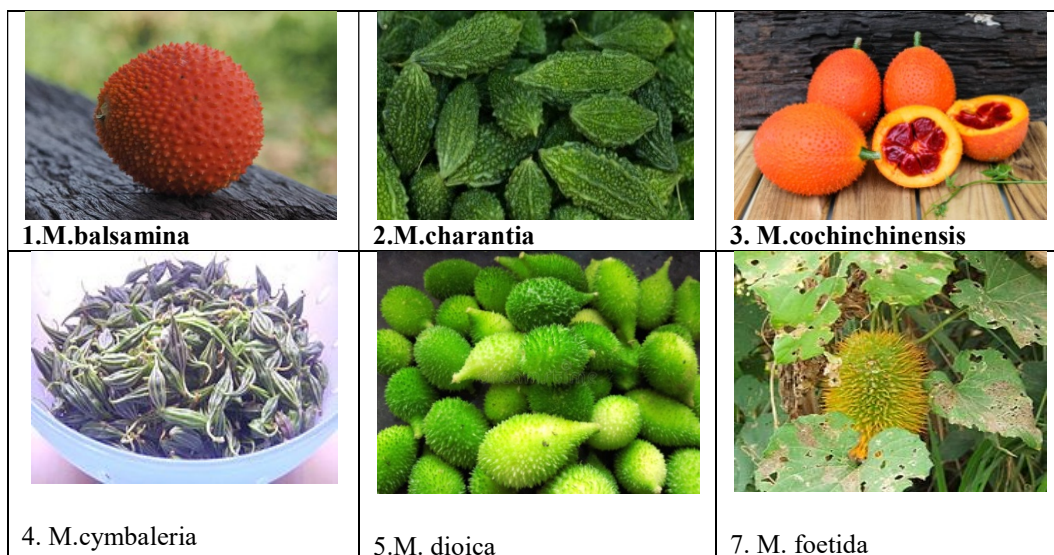 1.M.balsamina
2.M.charantia
3. M.cochinchinensis
4. M.cymbaleria
5.M. dioica
7. M. foetida